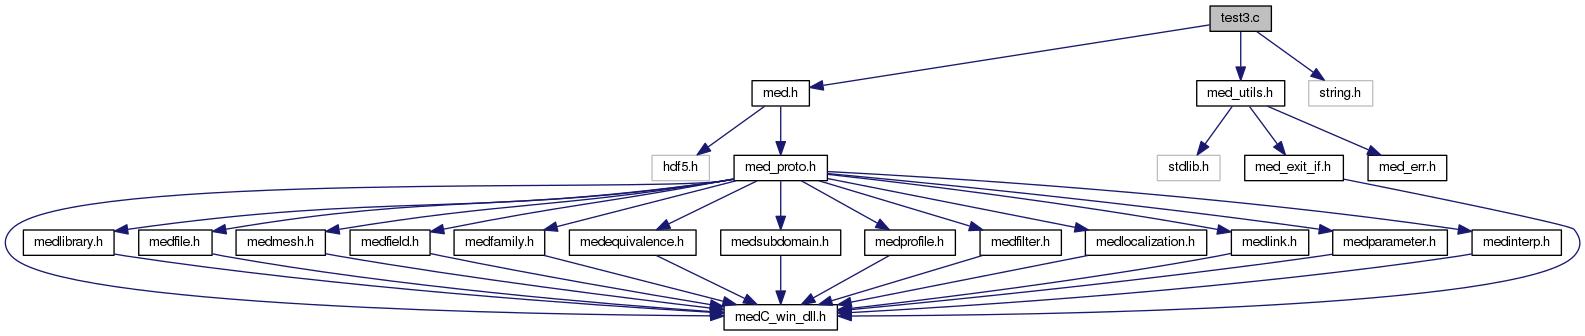 test3.c
med.h
med_utils.h
string.h
hdf5.h
med_proto.h
stdlib.h
med_exit_if.h
med_err.h
medlibrary.h
medfile.h
medmesh.h
medfield.h
medfamily.h
medequivalence.h
medsubdomain.h
medprofile.h
medfilter.h
medlocalization.h
medlink.h
medparameter.h
medinterp.h
medC_win_dll.h